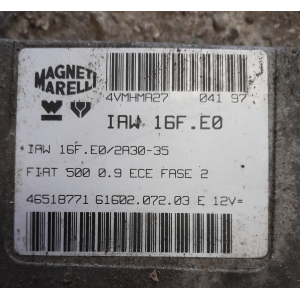 MAGNETI
MARELLI
4VMHMA27 041 97
IAW 16F.E0
IAW 16F.E0/2A30-35
FIAT 500 0.9 ECE FASE 2
46518771 61602.072.03 E 12V=